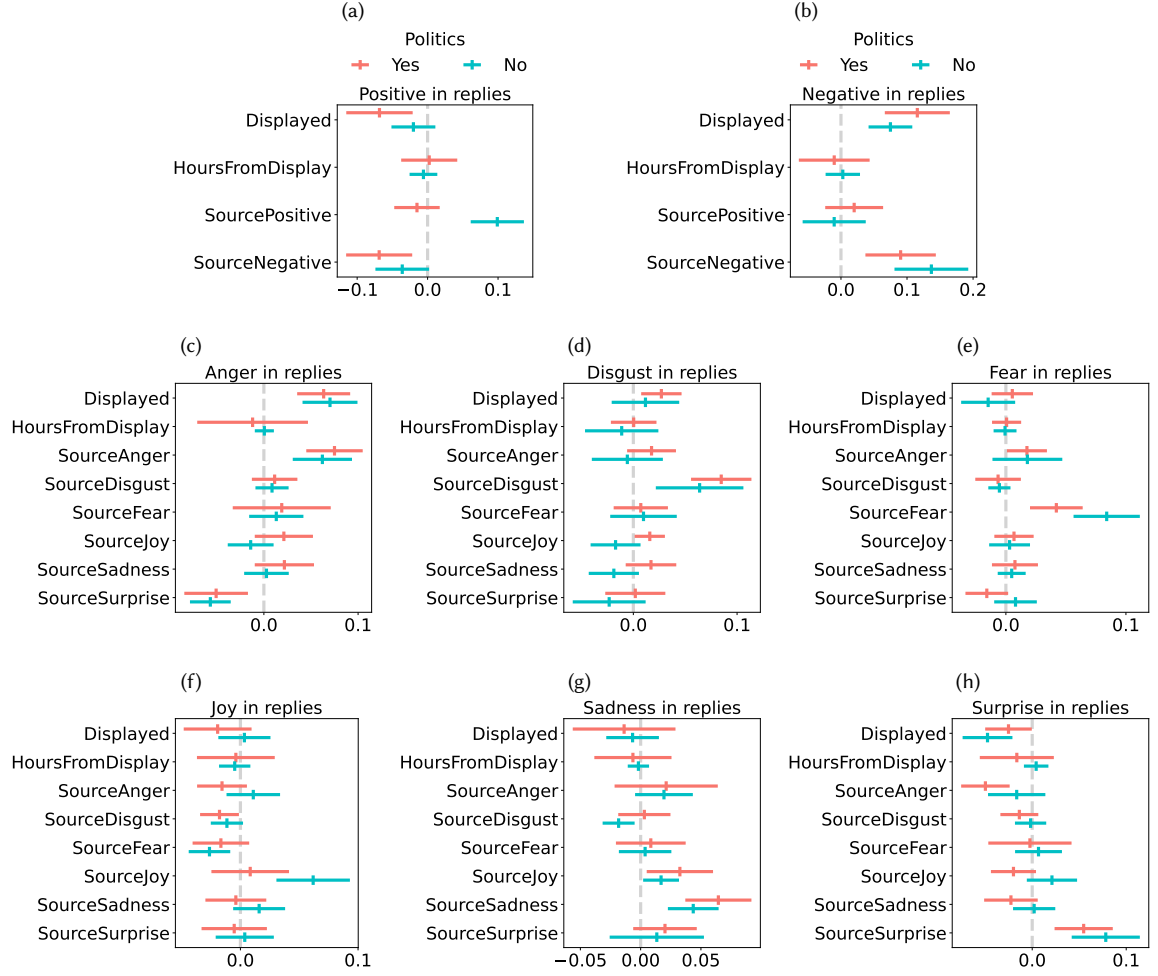 (a) (b)
Politics Politics
Yes No Yes No
Positive in replies Negative in replies
Displayed Displayed
HoursFromDisplay HoursFromDisplay
SourcePositive SourcePositive
SourceNegative SourceNegative
−0.1 0.0 0.1 0.0 0.1 0.2
(c) (d) (e)
Anger in replies Disgust in replies Fear in replies
Displayed Displayed Displayed
HoursFromDisplay HoursFromDisplay HoursFromDisplay
SourceAnger SourceAnger SourceAnger
SourceDisgust SourceDisgust SourceDisgust
SourceFear SourceFear SourceFear
SourceJoy SourceJoy SourceJoy
SourceSadness SourceSadness SourceSadness
SourceSurprise SourceSurprise SourceSurprise
0.0 0.1 0.0 0.1 0.0 0.1
(f) (g) (h)
Joy in replies Sadness in replies Surprise in replies
Displayed Displayed Displayed
HoursFromDisplay HoursFromDisplay HoursFromDisplay
SourceAnger SourceAnger SourceAnger
SourceDisgust SourceDisgust SourceDisgust
SourceFear SourceFear SourceFear
SourceJoy SourceJoy SourceJoy
SourceSadness SourceSadness SourceSadness
SourceSurprise SourceSurprise SourceSurprise
0.0 0.1 −0.05 0.00 0.05 0.0 0.1